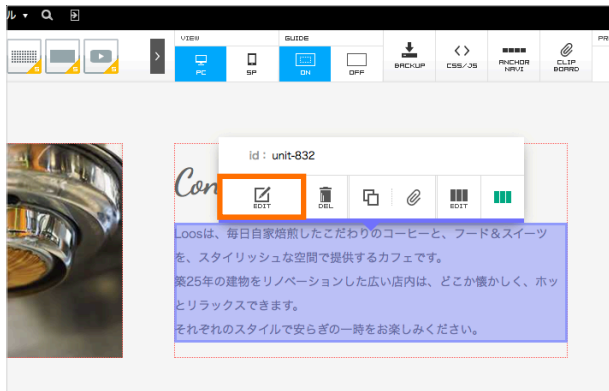 ル ▾
VIEW
GUIDE
PC
SP
ON
OFF
BACKUP
CSS/JS
ANCHOR
NAVI
CLIP
BOARD
id : unit-832
Con
EDIT
DEL
EDIT
Loosは、毎日自家焙煎したこだわりのコーヒーと、フード&スイーツ
を、スタイリッシュな空間で提供するカフェです。
築25年の建物をリノベーションした広い店内は、どこか懐かしく、ホッ
とリラックスできます。
それぞれのスタイルで安らぎの一時をお楽しみください。